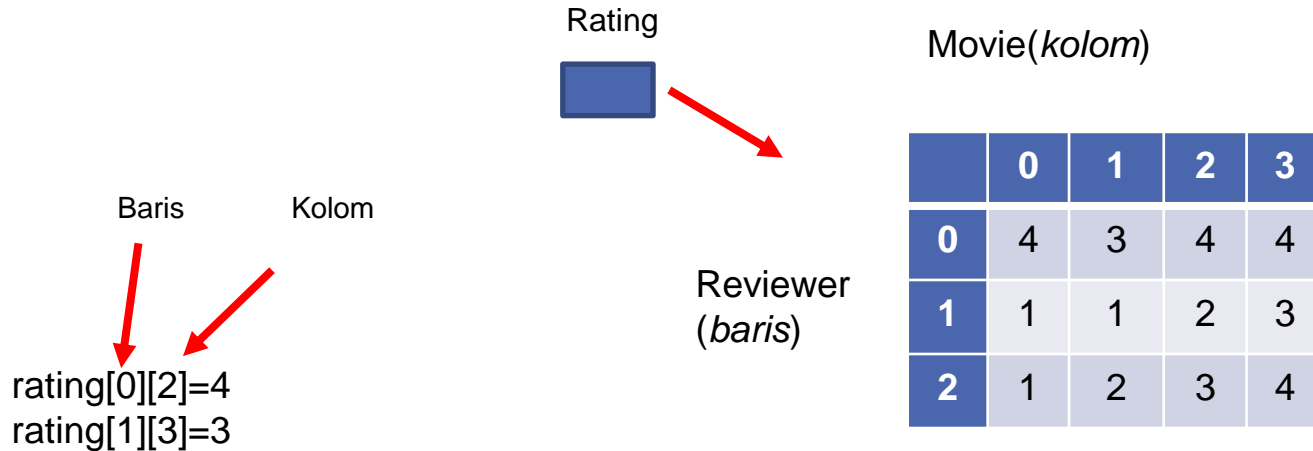 Rating
Movie(kolom)
Baris Kolom
Reviewer
(baris)
rating[0][2]=4
rating[1][3]=3
0 1 2 3
0 4 3 4 4
1 1 1 2 3
2 1 2 3 4